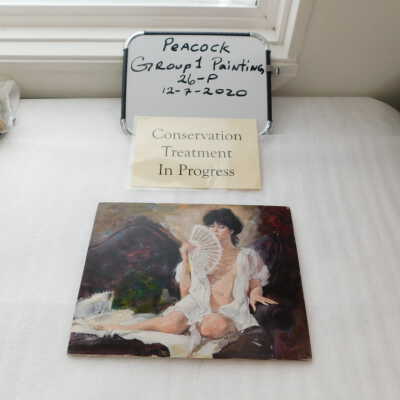 PEACOCK
GROUP 1 PAINTING
26-P
12-7-2020
Conservation
Treatment
In Progress